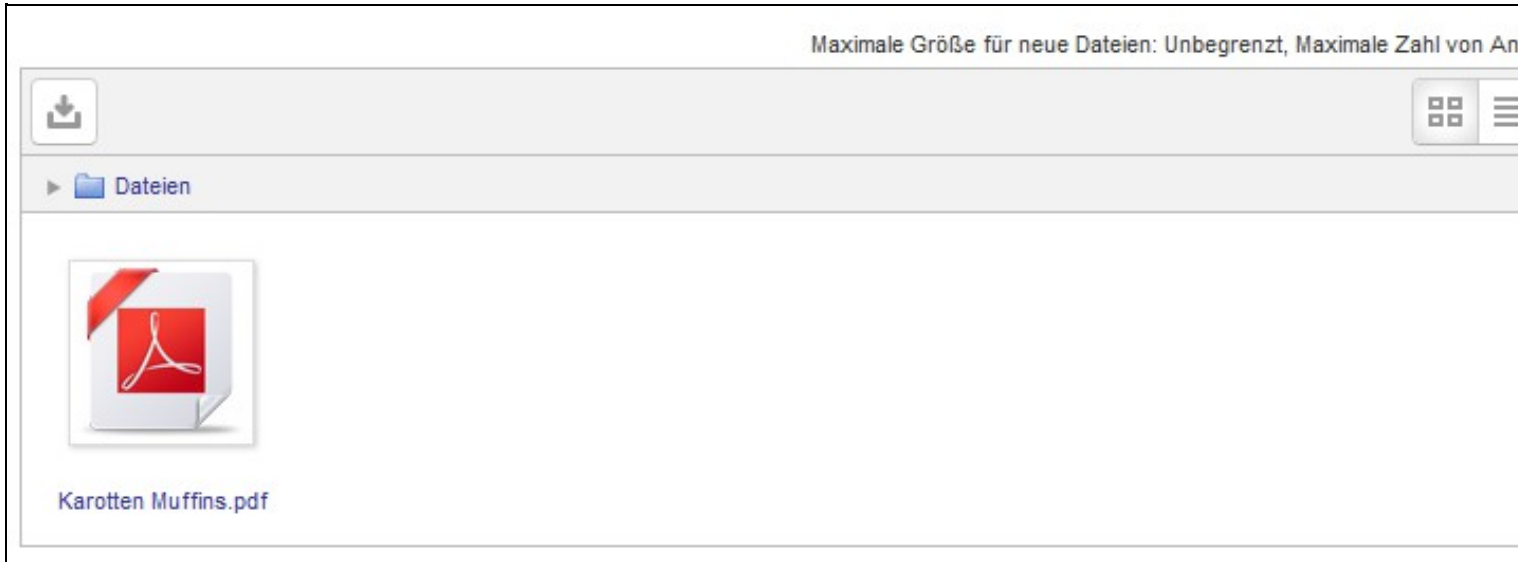 Maximale Größe für neue Dateien: Unbegrenzt, Maximale Zahl von An
Dateien
Karotten Muffins.pdf